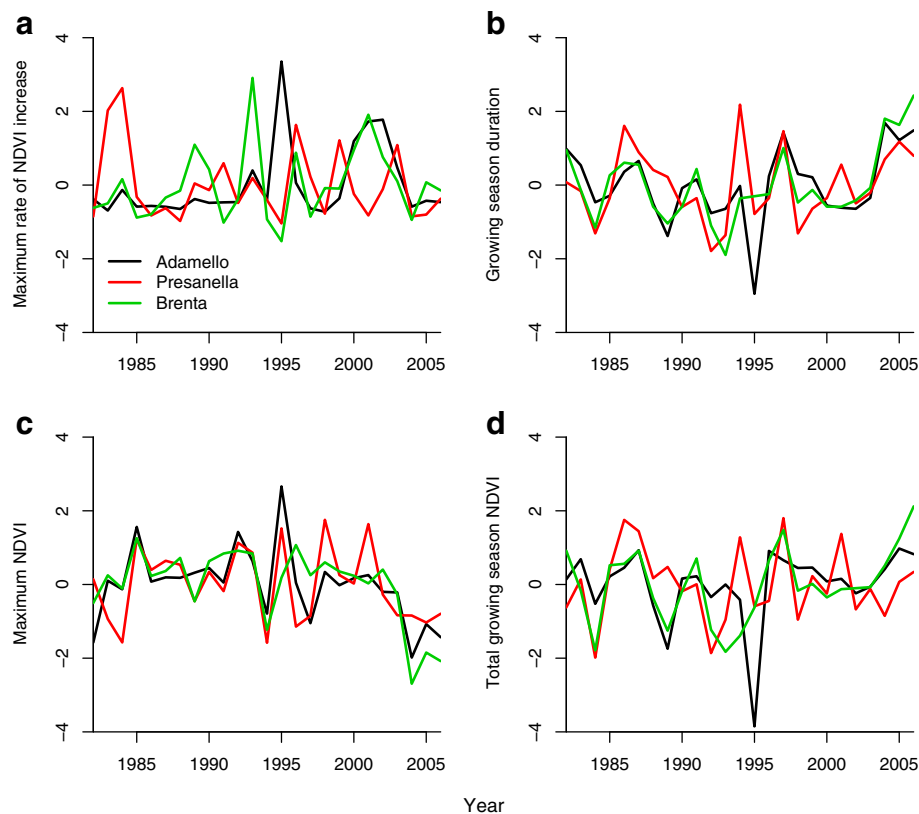 a
Maximum rate of NDVI increase
4
2
0
−2
−4
Adamello
Presanella
Brenta
1985 1990 1995 2000 2005
b
Growing season duration
4
2
0
−2
−4
1985 1990 1995 2000 2005
c
Maximum NDVI
4
2
0
−2
−4
1985 1990 1995 2000 2005
d
Total growing season NDVI
4
2
0
−2
−4
1985 1990 1995 2000 2005
Year